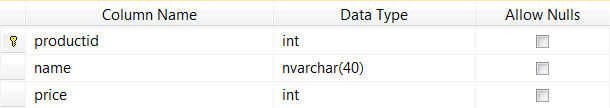 Column Name Data Type Allow Nulls
productid int
name nvarchar(40)
price int